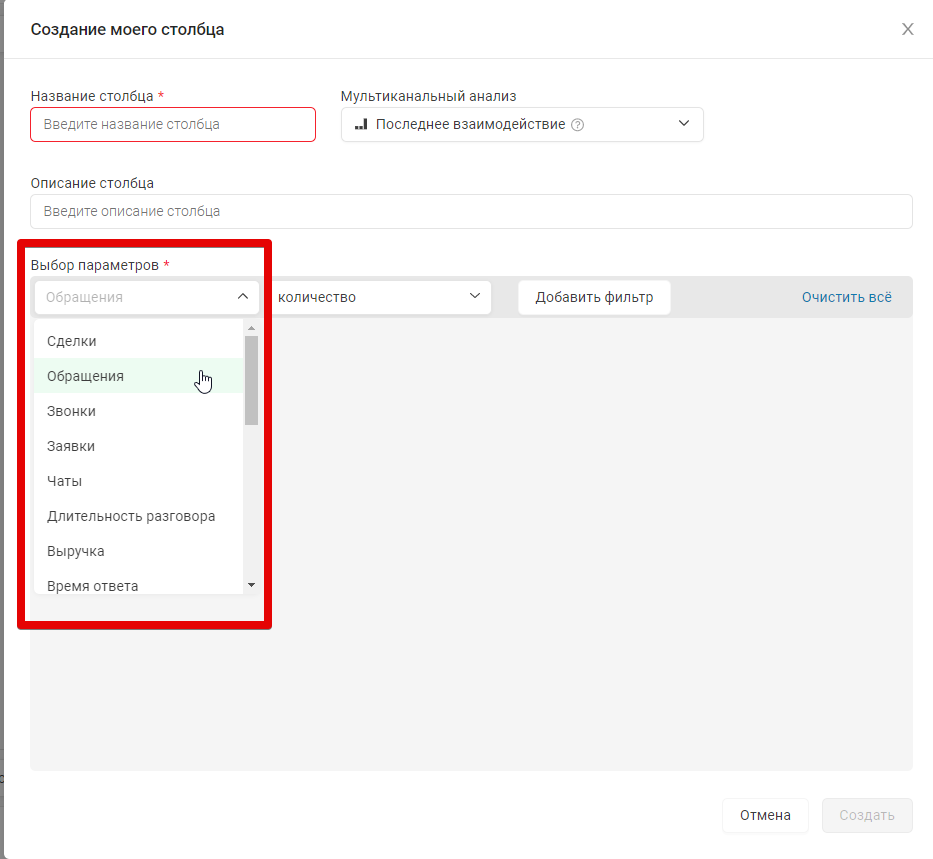 Создание моего столбца
Название столбца *
Мультиканальный анализ
Введите название столбца
Последнее взаимодействие ?
Описание столбца
Введите описание столбца
Выбор параметров *
Обращения
количество
Добавить фильтр
Очистить всё
Сделки
Обращения
Звонки
Заявки
Чаты
Длительность разговора
Выручка
Время ответа
Отмена
Создать